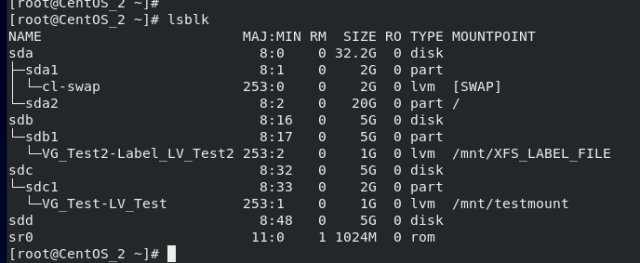 [root@CentOS_2 ~]#
[root@CentOS_2 ~]# lsblk
NAME                         MAJ:MIN RM  SIZE RO TYPE MOUNTPOINT
sda                            8:0    0 32.2G  0 disk
├─sda1                         8:1    0    2G  0 part
│ └─cl-swap                  253:0    0    2G  0 lvm  [SWAP]
└─sda2                         8:2    0   20G  0 part /
sdb                            8:16   0    5G  0 disk
└─sdb1                         8:17   0    5G  0 part
  └─VG_Test2-Label_LV_Test2 253:2    0    1G  0 lvm  /mnt/XFS_LABEL_FILE
sdc                            8:32   0    5G  0 disk
└─sdc1                         8:33   0    2G  0 part
  └─VG_Test-LV_Test          253:1    0    1G  0 lvm  /mnt/testmount
sdd                            8:48   0    5G  0 disk
sr0                           11:0    1 1024M  0 rom
[root@CentOS_2 ~]#